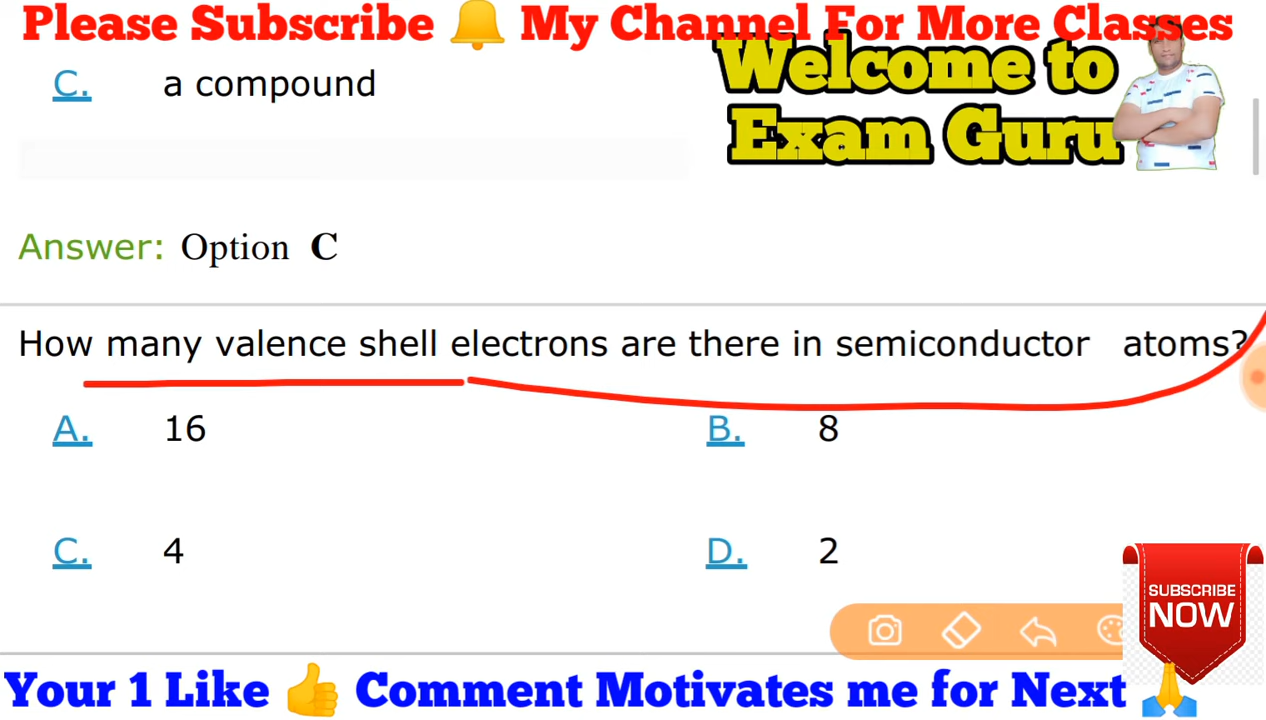 Please Subscribe 🔔 My Channel For More Classes
C. a compound
Welcome to
Exam Guru
Answer: Option C
How many valence shell electrons are there in semiconductor atoms?
A. 16 B. 8
C. 4 D. 2
SUBSCRIBE
NOW
Your 1 Like 👍 Comment Motivates me for Next 🙏